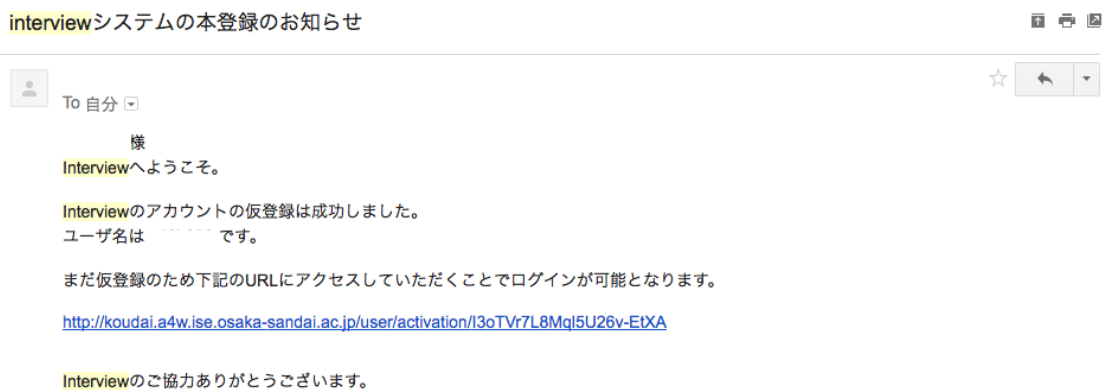 interviewシステムの本登録のお知らせ
To 自分
様
Interviewへようこそ。
Interviewのアカウントの仮登録は成功しました。
ユーザ名は です。
まだ仮登録のため下記のURLにアクセスしていただくことでログインが可能となります。
http://koudai.a4w.ise.osaka-sandai.ac.jp/user/activation/I3oTVr7L8Mql5U26v-EtXA
Interviewのご協力ありがとうございます。